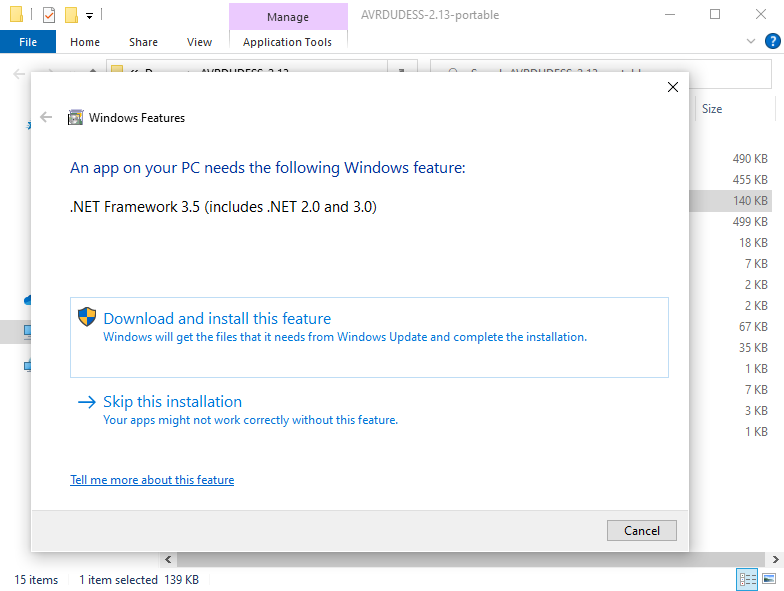 Manage
AVRDUDESS-2.13-portable
File
Home
Share
View
Application Tools
Size
Windows Features
An app on your PC needs the following Windows feature:
.NET Framework 3.5 (includes .NET 2.0 and 3.0)
Download and install this feature
Windows will get the files that it needs from Windows Update and complete the installation.
Skip this installation
Your apps might not work correctly without this feature.
Tell me more about this feature
Cancel
490 KB
455 KB
140 KB
499 KB
18 KB
7 KB
2 KB
2 KB
67 KB
35 KB
1 KB
7 KB
3 KB
1 KB
15 items
1 item selected 139 KB